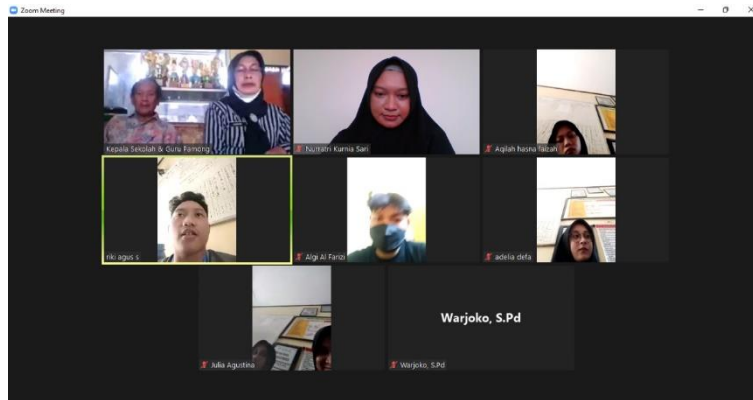 Zoom Meeting
Kepala Sekolah & Guru Pamong
Kurnia Sari
Aqilah hasna faizah
riki agus s
Algi Al Farizi
adelia defa
Warjoko, S.Pd
Julia Agustina
Warjoko, S.Pd